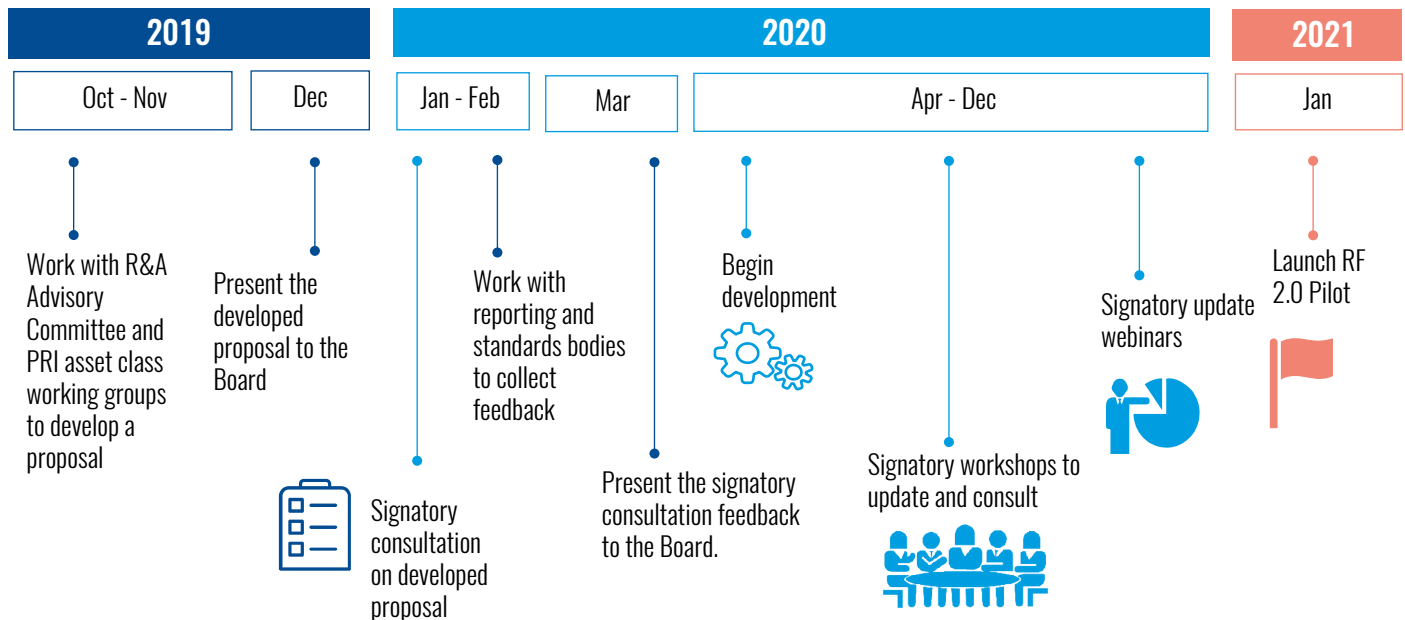 2019
2020
2021
Oct - Nov
Dec
Jan - Feb
Mar
Apr - Dec
Jan
Work with R&A
Advisory
Committee and
PRI asset class
working groups
to develop a
proposal
Present the
developed
proposal to the
Board
Signatory
consultation
on developed
proposal
Work with
reporting and
standards bodies
to collect
feedback
Present the signatory
consultation feedback
to the Board.
Begin
development
Signatory workshops to
update and consult
Signatory update
webinars
Launch RF
2.0 Pilot